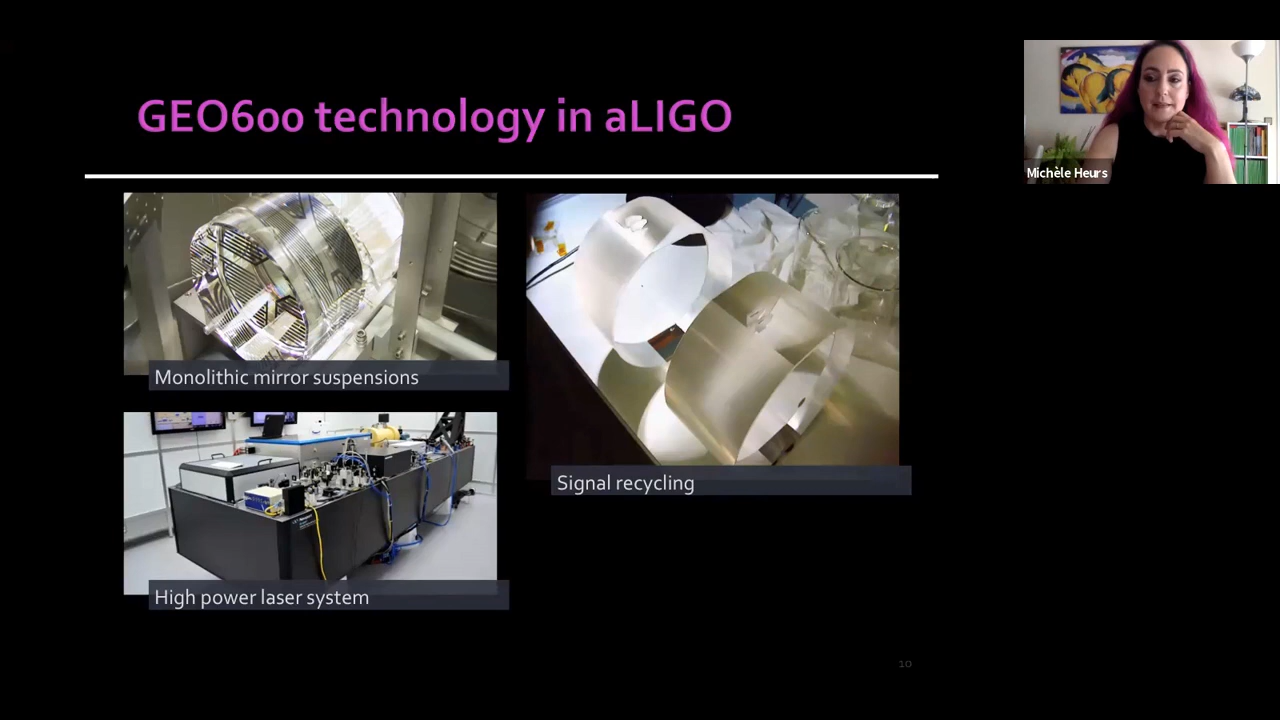 GEO600 technology in aLIGO
Michèle Heurs
Monolithic mirror suspensions
Signal recycling
High power laser system
10